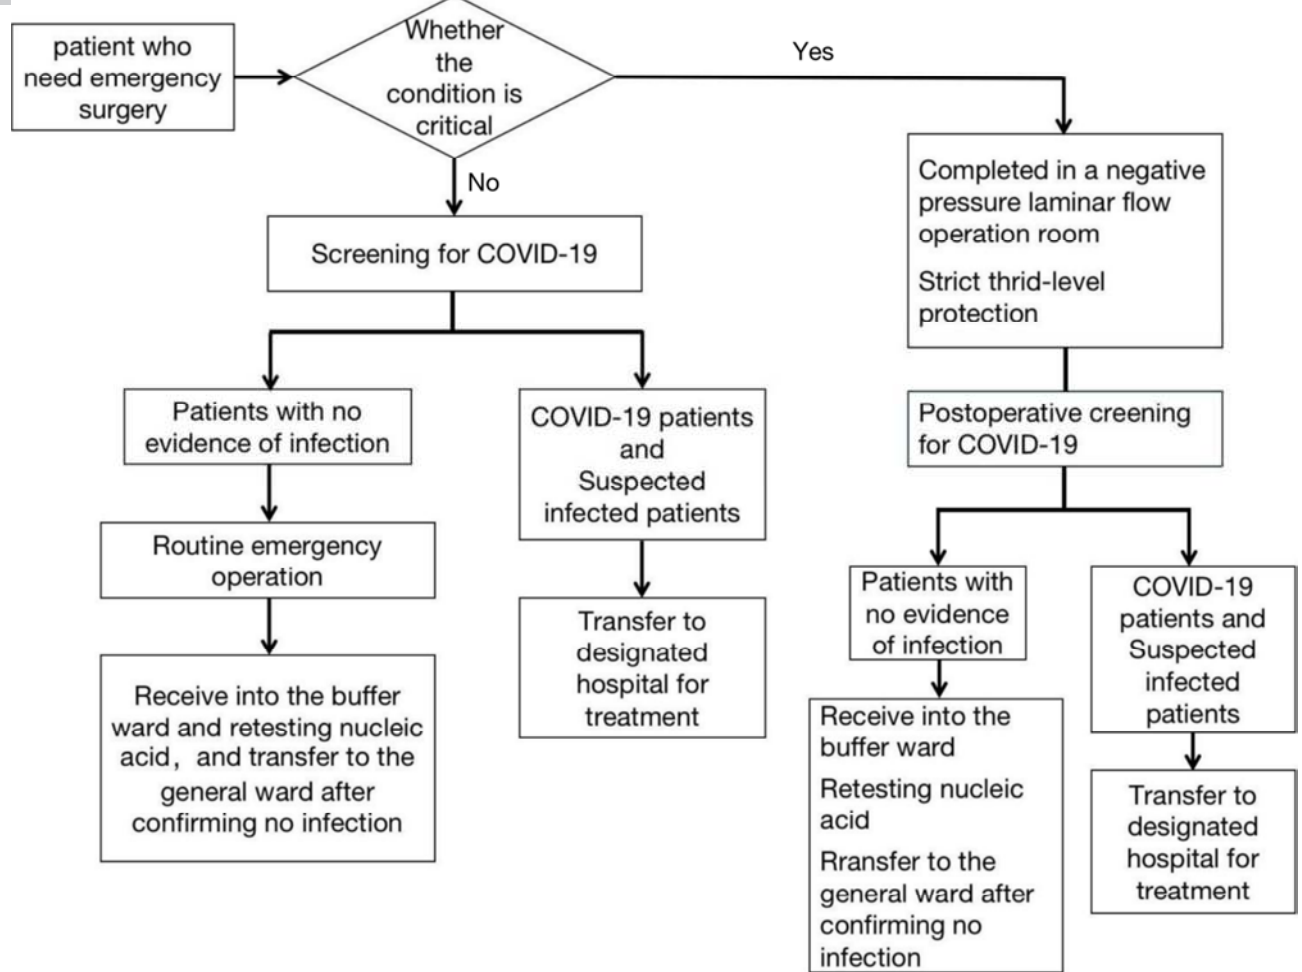 patient who
need emergency
surgery
Whether
the
condition is
critical
Yes
No
Screening for COVID-19
Patients with no
evidence of infection
Routine emergency
operation
Receive into the buffer
ward and retesting nucleic
acid，and transfer to the
general ward after
confirming no infection
COVID-19 patients
and
Suspected
infected patients
Transfer to
designated
hospital for
treatment
Completed in a negative
pressure laminar flow
operation room
Strict thrid-level
protection
Postoperative creening
for COVID-19
Patients with
no evidence
of infection
Receive into the
buffer ward
Retesting nucleic
acid
Rransfer to the
general ward after
confirming no
infection
COVID-19
patients and
Suspected
infected
patients
Transfer to
designated
hospital for
treatment